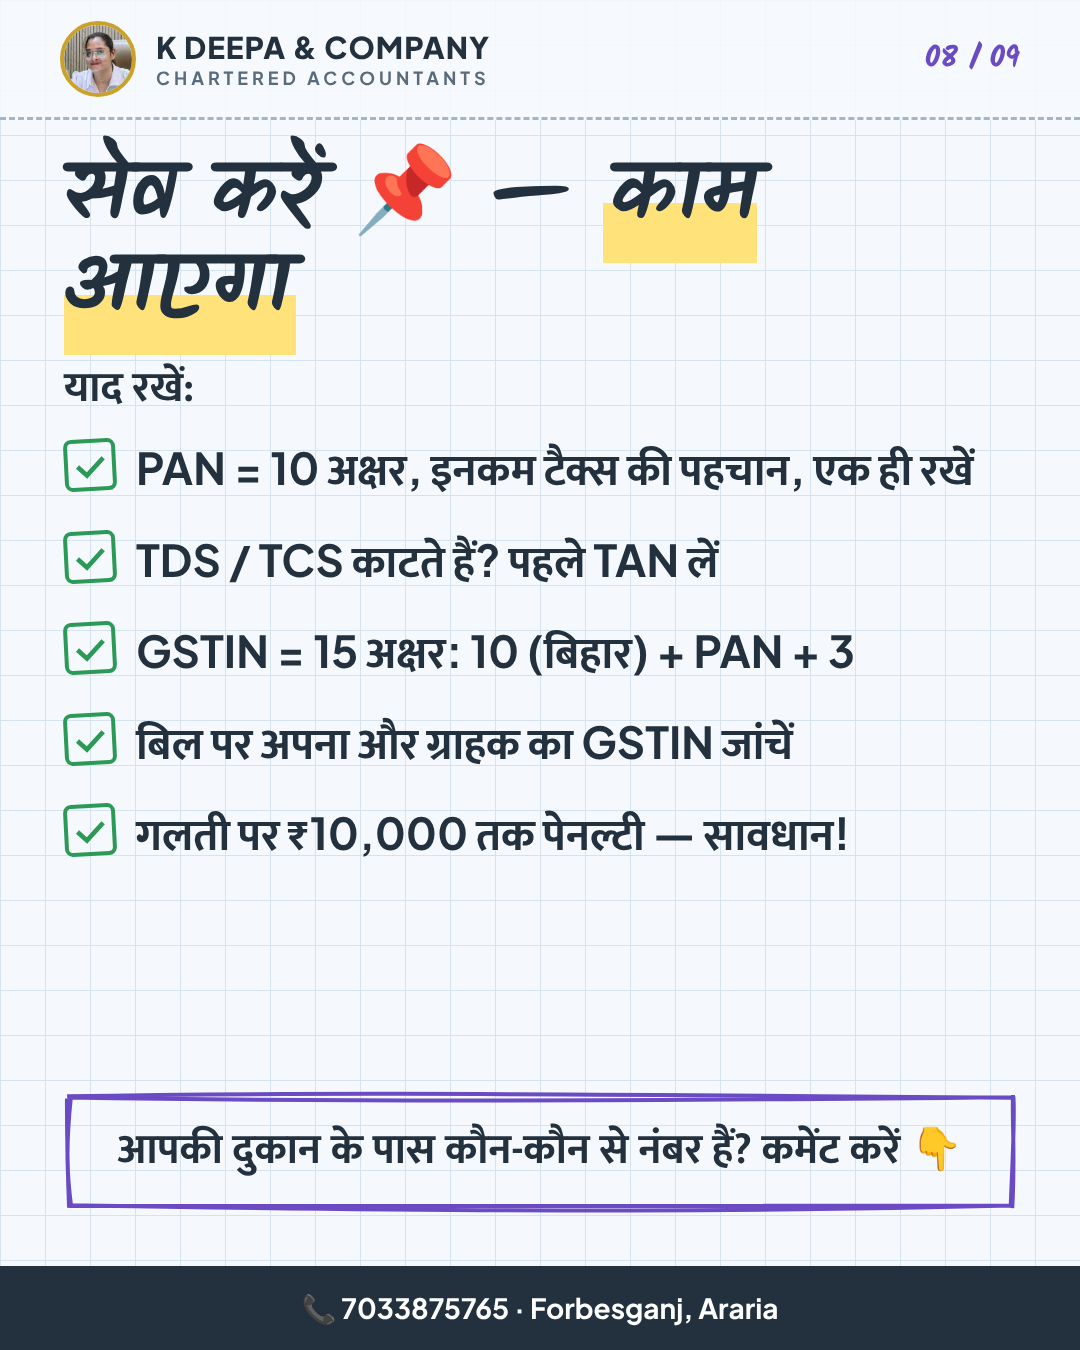 K DEEPA & COMPANY
CHARTERED ACCOUNTANTS
08 / 09
सेव करें 📌 — काम
आएगा
याद रखें:
PAN = 10 अक्षर, इनकम टैक्स की पहचान, एक ही रखें
TDS / TCS काटते हैं? पहले TAN लें
GSTIN = 15 अक्षर: 10 (बिहार) + PAN + 3
बिल पर अपना और ग्राहक का GSTIN जांचें
गलती पर ₹10,000 तक पेनल्टी — सावधान!
आपकी दुकान के पास कौन-कौन से नंबर हैं? कमेंट करें 👇
📞 7033875765 · Forbesganj, Araria